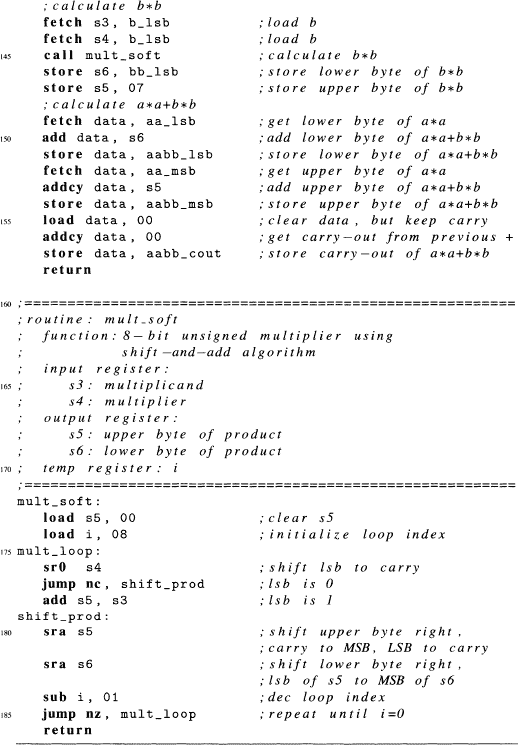 ;calculate b*b
fetch s3, b_lsb ;load b
fetch s4, b_lsb ;load b
145 call mult_soft ;calculate b*b
store s6, bb_lsb ;store lower byte of b*b
store s5, 07 ;store upper byte of b*b
;calculate a*a+b*b
fetch data, aa_lsb ;get lower byte of a*a
150 add data, s6 ;add lower byte of a*a+b*b
store data, aabb_lsb ;store lower byte of a*a+b*b
fetch data, aa_msb ;get upper byte of a*a
addcy data, s5 ;add upper byte of a*a+b*b
store data, aabb_msb ;store upper byte of a*a+b*b
155 load data, 00 ;clear data, but keep carry
addcy data, 00 ;get carry-out from previous +
store data, aabb_cout ;store carry-out of a*a+b*b
return
160 ;=========================================================
;routine: mult_soft
; function: 8-bit unsigned multiplier using
; shift-and-add algorithm
; input register:
165 ; s3: multiplicand
; s4: multiplier
; output register:
; s5: upper byte of product
; s6: lower byte of product
170 ; temp register: i
;=========================================================
mult_soft:
load s5, 00 ;clear s5
load i, 08 ;initialize loop index
175 mult_loop:
sr0 s4 ;shift lsb to carry
jump nc, shift_prod ;lsb is 0
add s5, s3 ;lsb is 1
shift_prod:
180 sra s5 ;shift upper byte right,
;carry to MSB, LSB to carry
sra s6 ;shift lower byte right,
;lsb of s5 to MSB of s6
sub i, 01 ;dec loop index
185 jump nz, mult_loop ;repeat until i=0
return